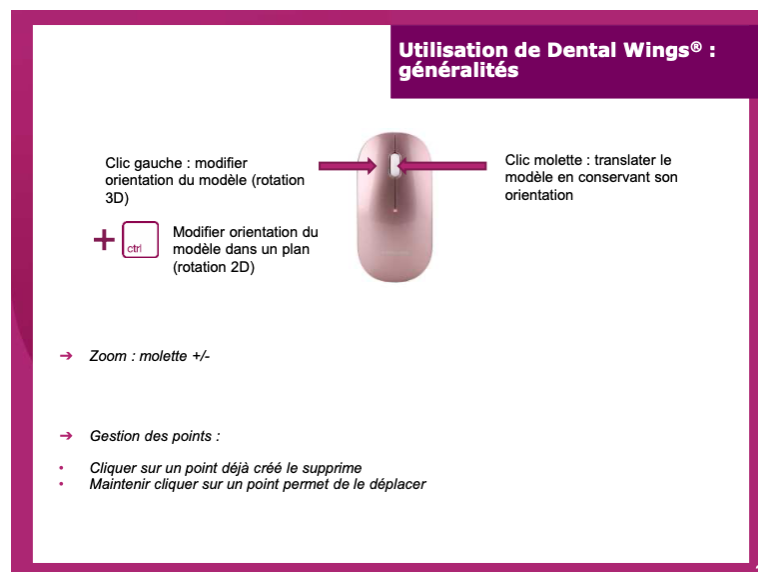 Utilisation de Dental Wings® :
généralités
Clic gauche : modifier
orientation du modèle (rotation
3D)
Clic molette : translater le
modèle en conservant son
orientation
+ ctrl
Modifier orientation du
modèle dans un plan
(rotation 2D)
➔ Zoom : molette +/-
➔ Gestion des points :
• Cliquer sur un point déjà créé le supprime
• Maintenir cliquer sur un point permet de le déplacer